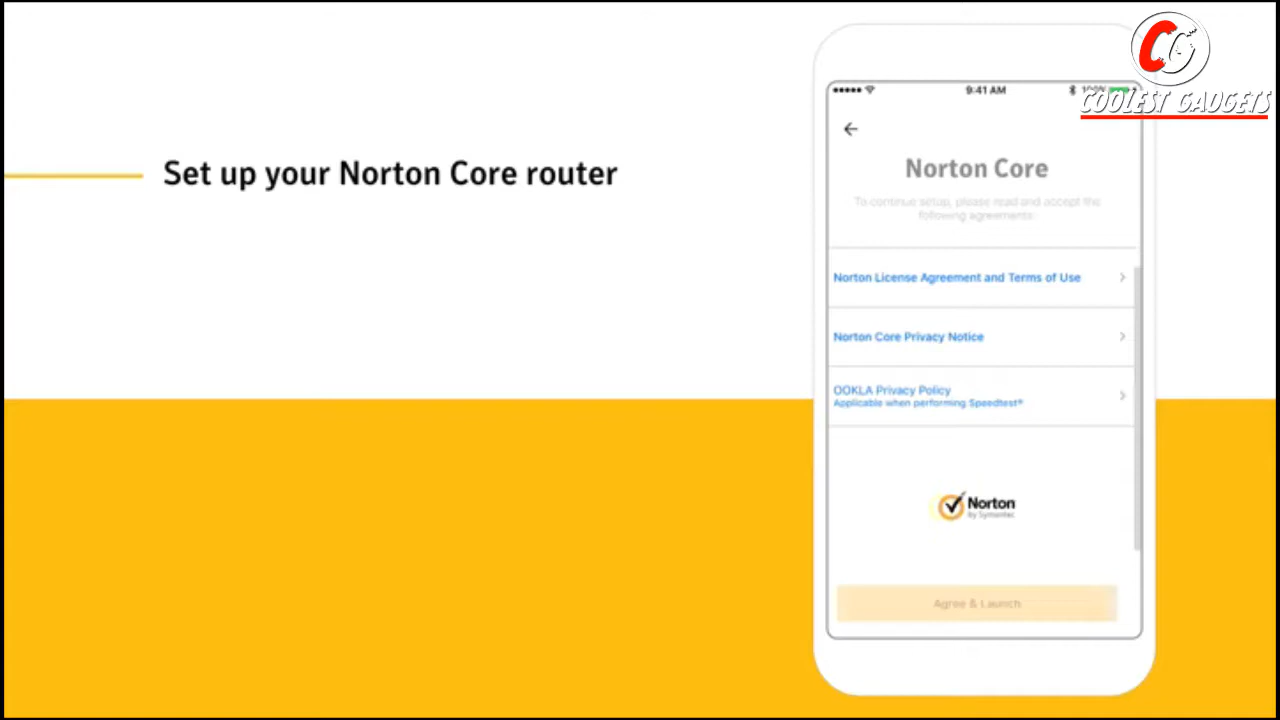 Set up your Norton Core router
CG
COOLEST GADGETS
9:41 AM
100%
Norton Core
To continue setup, please read and accept the
following agreements:
Norton License Agreement and Terms of Use
Norton Core Privacy Notice
OOKLA Privacy Policy
Applicable when performing Speedtest®
Norton
by Symantec
Agree & Launch